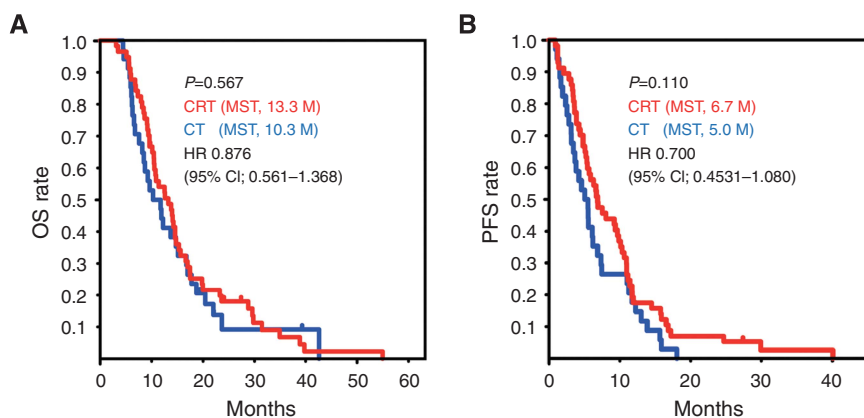 A
OS rate
1.0
0.9
0.8
0.7
0.6
0.5
0.4
0.3
0.2
0.1
P=0.567
CRT (MST, 13.3 M)
CT (MST, 10.3 M)
HR 0.876
(95% CI; 0.561–1.368)
0 10 20 30 40 50 60
Months
B
PFS rate
1.0
0.9
0.8
0.7
0.6
0.5
0.4
0.3
0.2
0.1
P=0.110
CRT (MST, 6.7 M)
CT (MST, 5.0 M)
HR 0.700
(95% CI; 0.4531–1.080)
0 10 20 30 40
Months